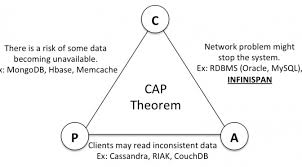 C
There is a risk of some data
becoming unavailable.
x: MongoDB, Hbase, Memcache
Network problem might
stop the system.
Ex: RDBMS (Oracle, MySQL),
INFINISPAN
CAP
Theorem
P
A
Clients may read inconsistent data
Ex: Cassandra, RIAK, CouchDB